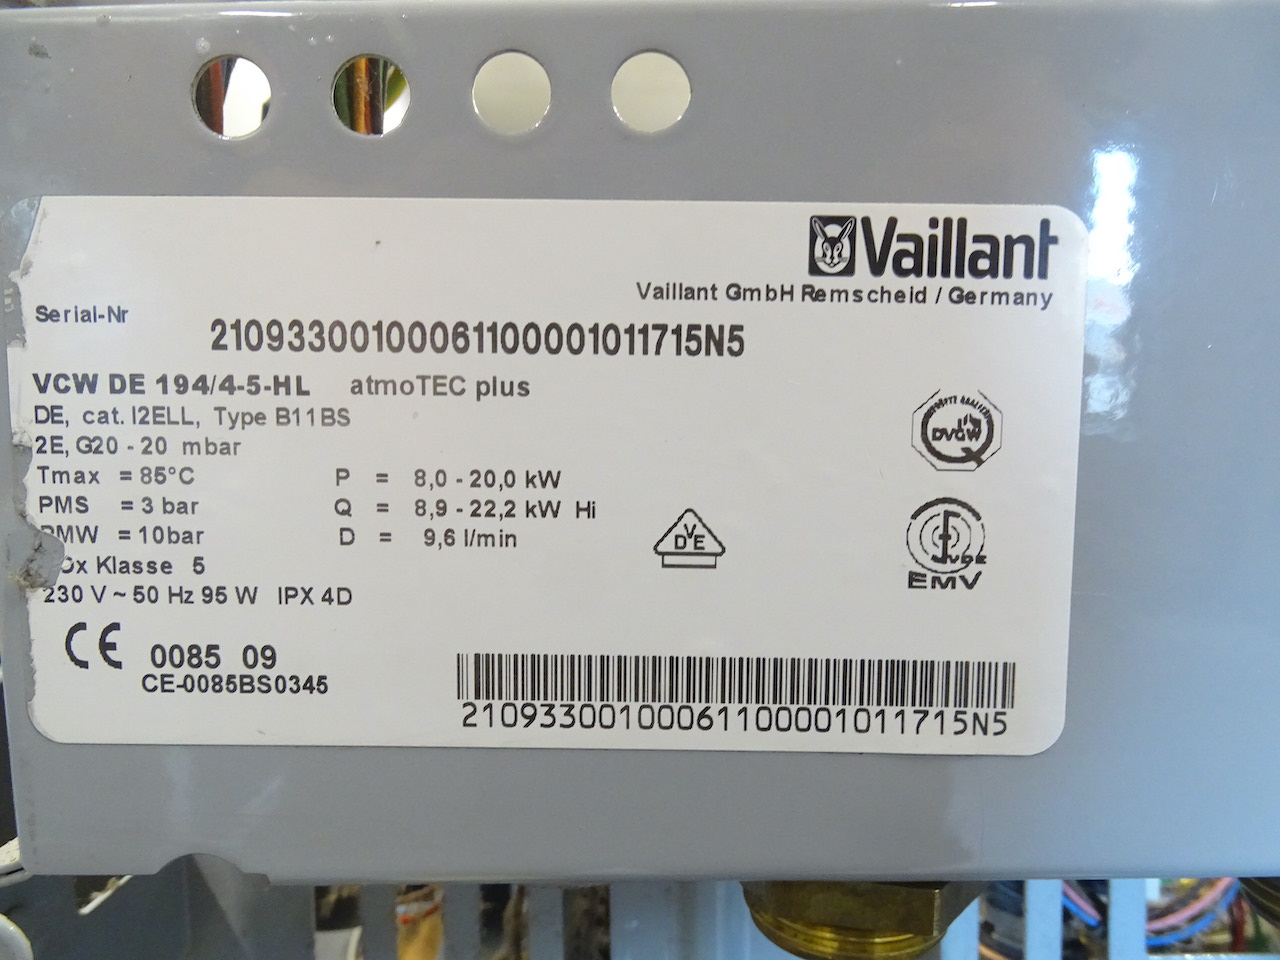 Vaillant
Vaillant GmbH Remscheid / Germany
Serial-Nr
21093300100061100001011715N5
VCW DE 194/4-5-HL atmoTEC plus
DE, cat. I2ELL, Type B11BS
2E, G20 - 20 mbar
Tmax = 85°C P = 8,0 - 20,0 kW
PMS = 3 bar Q = 8,9 - 22,2 kW Hi
PMW = 10bar D = 9,6 l/min
Ox Klasse 5
230 V ~ 50 Hz 95 W IPX 4D
DVGW
VDE
VDE
EMV
CE 0085 09
CE-0085BS0345
21093300100061100001011715N5